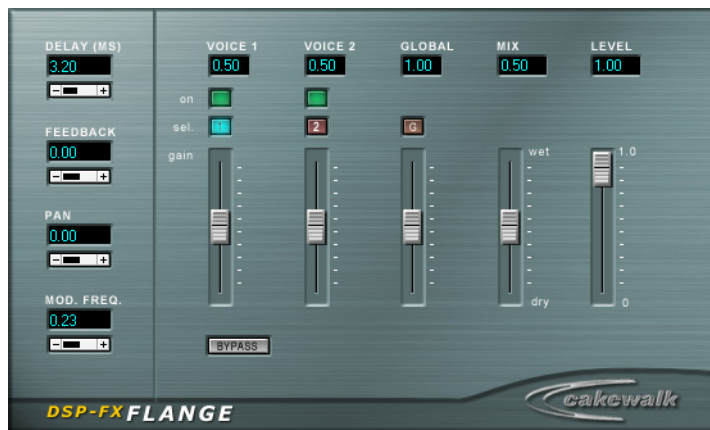 DELAY (MS)
3.20
- +
FEEDBACK
0.00
- +
PAN
0.00
- +
MOD. FREQ.
0.23
- +
VOICE 1 VOICE 2 GLOBAL MIX LEVEL
0.50 0.50 1.00 0.50 1.00
on
sel. 1 2 G
gain wet 1.0
dry 0
BYPASS
DSP-FX FLANGE
cakewalk